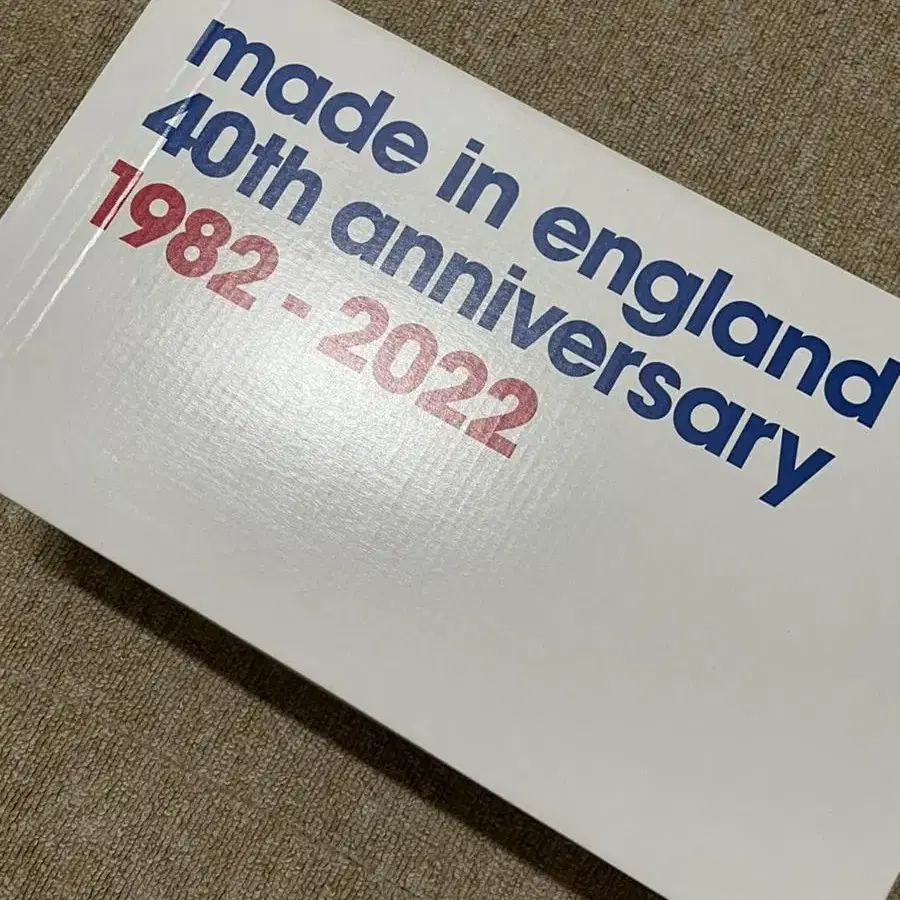 made in england
40th anniversary
1982 - 2022